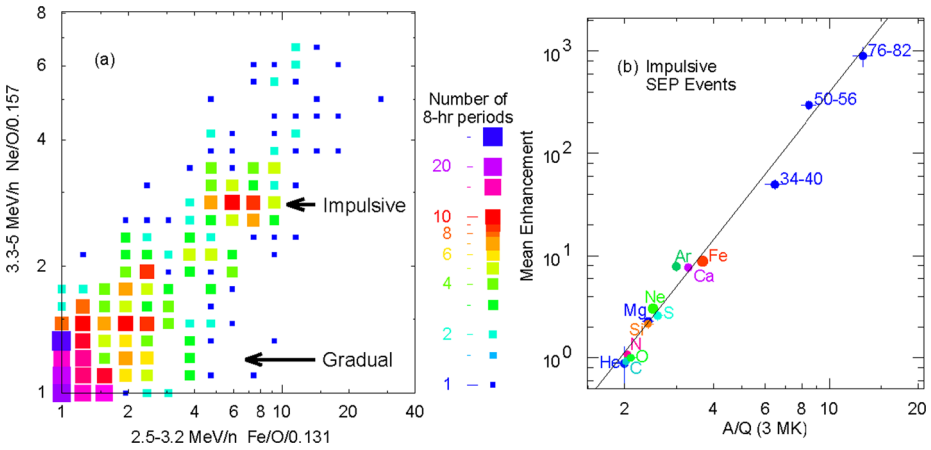 (a)
8
6
4
2
1
3.3-5 MeV/n Ne/O/0.157
1 2 4 6 8 10 20 40
2.5-3.2 MeV/n Fe/O/0.131
Impulsive
Gradual
Number of
8-hr periods
20
10
8
6
4
2
1
(b) Impulsive
SEP Events
Mean Enhancement
10³
10²
10¹
10⁰
76-82
50-56
34-40
Ar
Fe
Ca
Ne
Mg
S
Si
N
O
He
C
2 4 6 8 10 20
A/Q (3 MK)